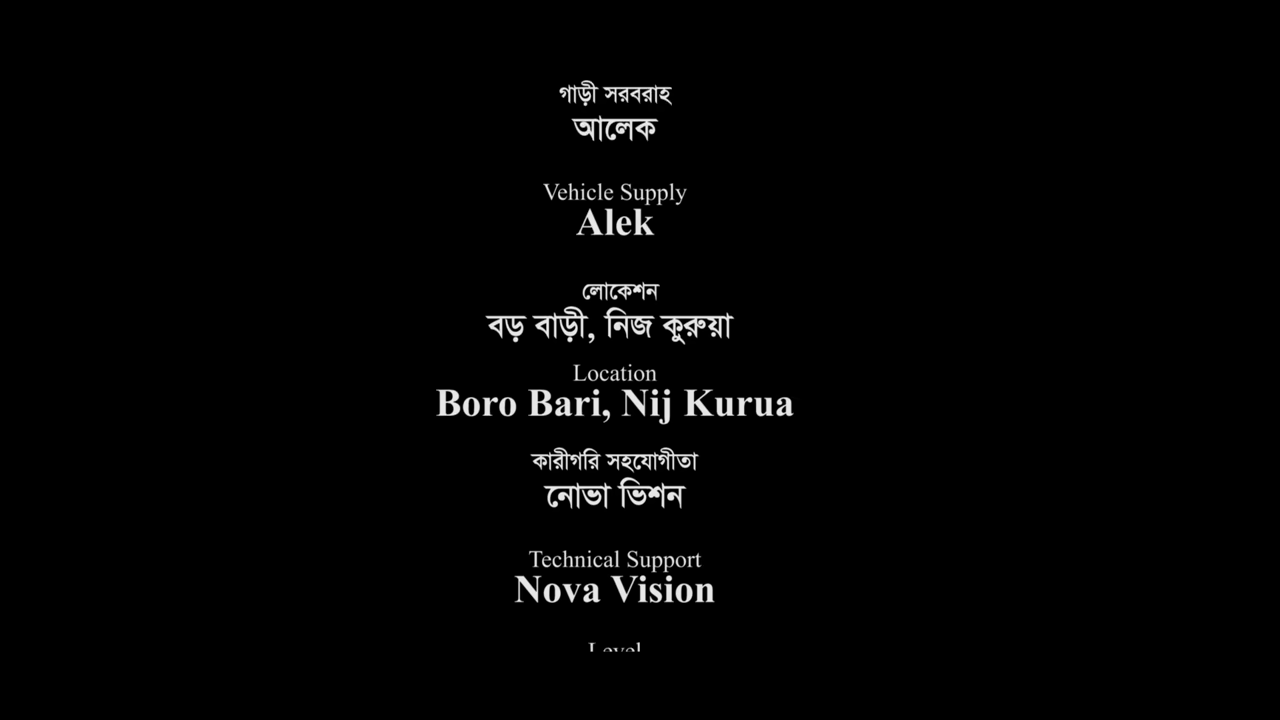 গাড়ী সরবরাহ
আলেক
Vehicle Supply
Alek
লোকেশন
বড় বাড়ী, নিজ কুরুয়া
Location
Boro Bari, Nij Kurua
কারীগরি সহযোগীতা
নোভা ভিশন
Technical Support
Nova Vision
Level